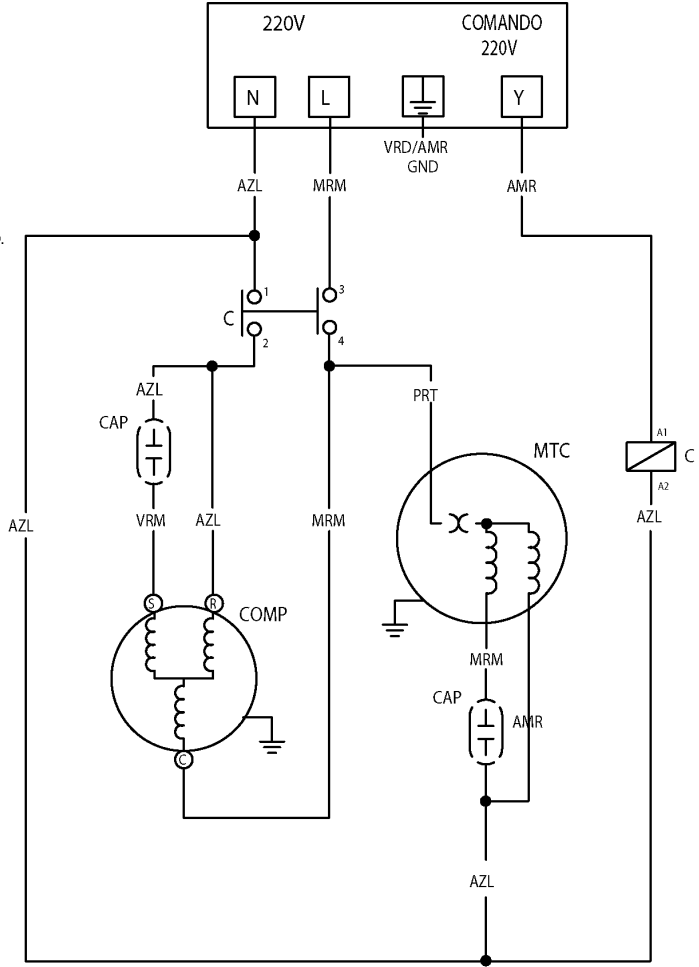 220V
COMANDO
220V
N
L
Y
VRD/AMR
GND
AZL
MRM
AMR
1
3
C
2
4
AZL
PRT
CAP
MTC
A1
C
A2
AZL
VRM
AZL
MRM
AZL
S
R
COMP
MRM
CAP
AMR
C
AZL